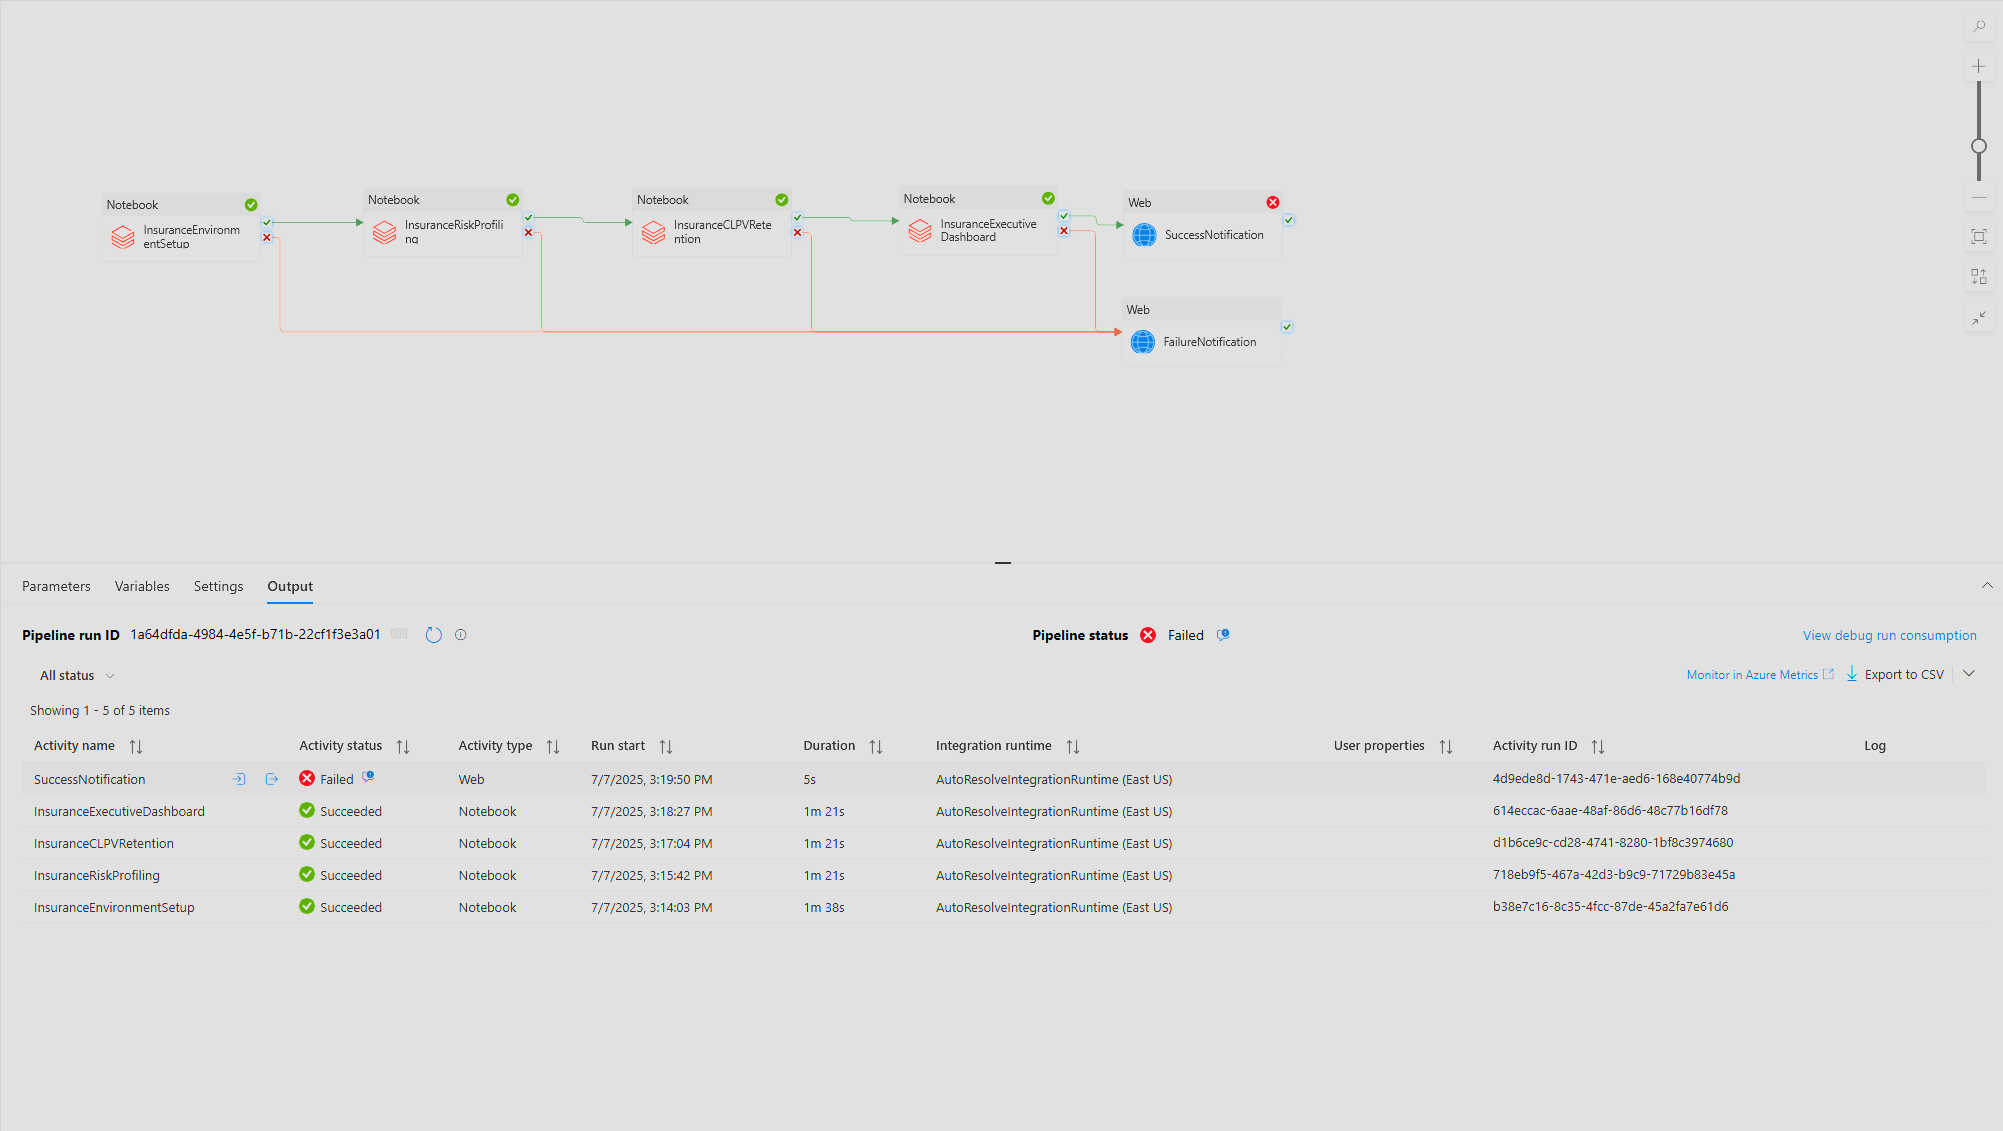 Notebook
InsuranceEnvironm
entSetup
Notebook
InsuranceRiskProfili
ng
Notebook
InsuranceCLPVRete
ntion
Notebook
InsuranceExecutive
Dashboard
Web
SuccessNotification
Web
FailureNotification
Parameters Variables Settings Output
Pipeline run ID 1a64dfda-4984-4e5f-b71b-22cf1f3e3a01 Pipeline status Failed View debug run consumption
All status Monitor in Azure Metrics Export to CSV
Showing 1 - 5 of 5 items
Activity name Activity status Activity type Run start Duration Integration runtime User properties Activity run ID Log
SuccessNotification Failed Web 7/7/2025, 3:19:50 PM 5s AutoResolveIntegrationRuntime (East US) 4d9ede8d-1743-471e-aed6-168e40774b9d
InsuranceExecutiveDashboard Succeeded Notebook 7/7/2025, 3:18:27 PM 1m 21s AutoResolveIntegrationRuntime (East US) 614eccac-6aae-48af-86d6-48c77b16df78
InsuranceCLPVRetention Succeeded Notebook 7/7/2025, 3:17:04 PM 1m 21s AutoResolveIntegrationRuntime (East US) d1b6ce9c-cd28-4741-8280-1bf8c3974680
InsuranceRiskProfiling Succeeded Notebook 7/7/2025, 3:15:42 PM 1m 21s AutoResolveIntegrationRuntime (East US) 718eb9f5-467a-42d3-b9c9-71729b83e45a
InsuranceEnvironmentSetup Succeeded Notebook 7/7/2025, 3:14:03 PM 1m 38s AutoResolveIntegrationRuntime (East US) b38e7c16-8c35-4fcc-87de-45a2fa7e61d6